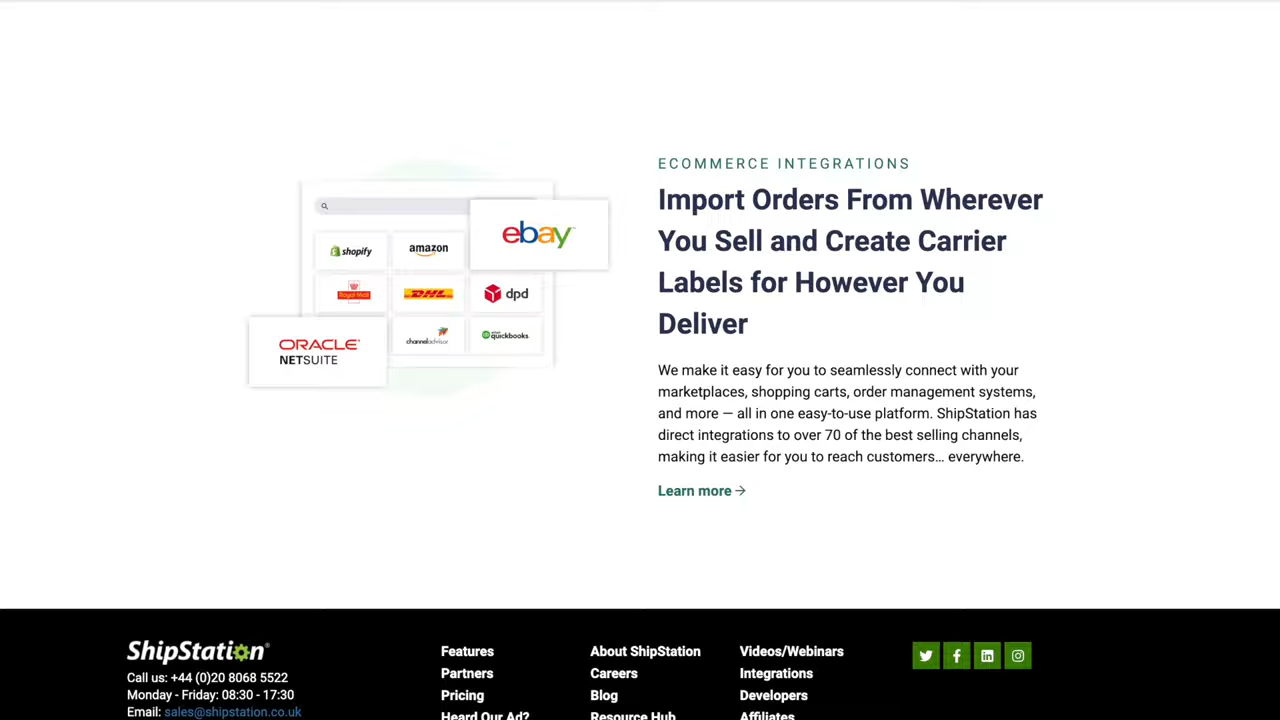 ECOMMERCE INTEGRATIONS
Import Orders From Wherever
You Sell and Create Carrier
Labels for However You
Deliver
We make it easy for you to seamlessly connect with your
marketplaces, shopping carts, order management systems,
and more — all in one easy-to-use platform. ShipStation has
direct integrations to over 70 of the best selling channels,
making it easier for you to reach customers... everywhere.
Learn more →
ebay™
shopify
amazon
Royal Mail
DHL
dpd
ORACLE®
NETSUITE
channeladvisor
quickbooks
ShipStation®
Call us: +44 (0)20 8068 5522
Monday - Friday: 08:30 - 17:30
Email: sales@shipstation.co.uk
Features
Partners
Pricing
Heard Our Ad?
About ShipStation
Careers
Blog
Resource Hub
Videos/Webinars
Integrations
Developers
Affiliates